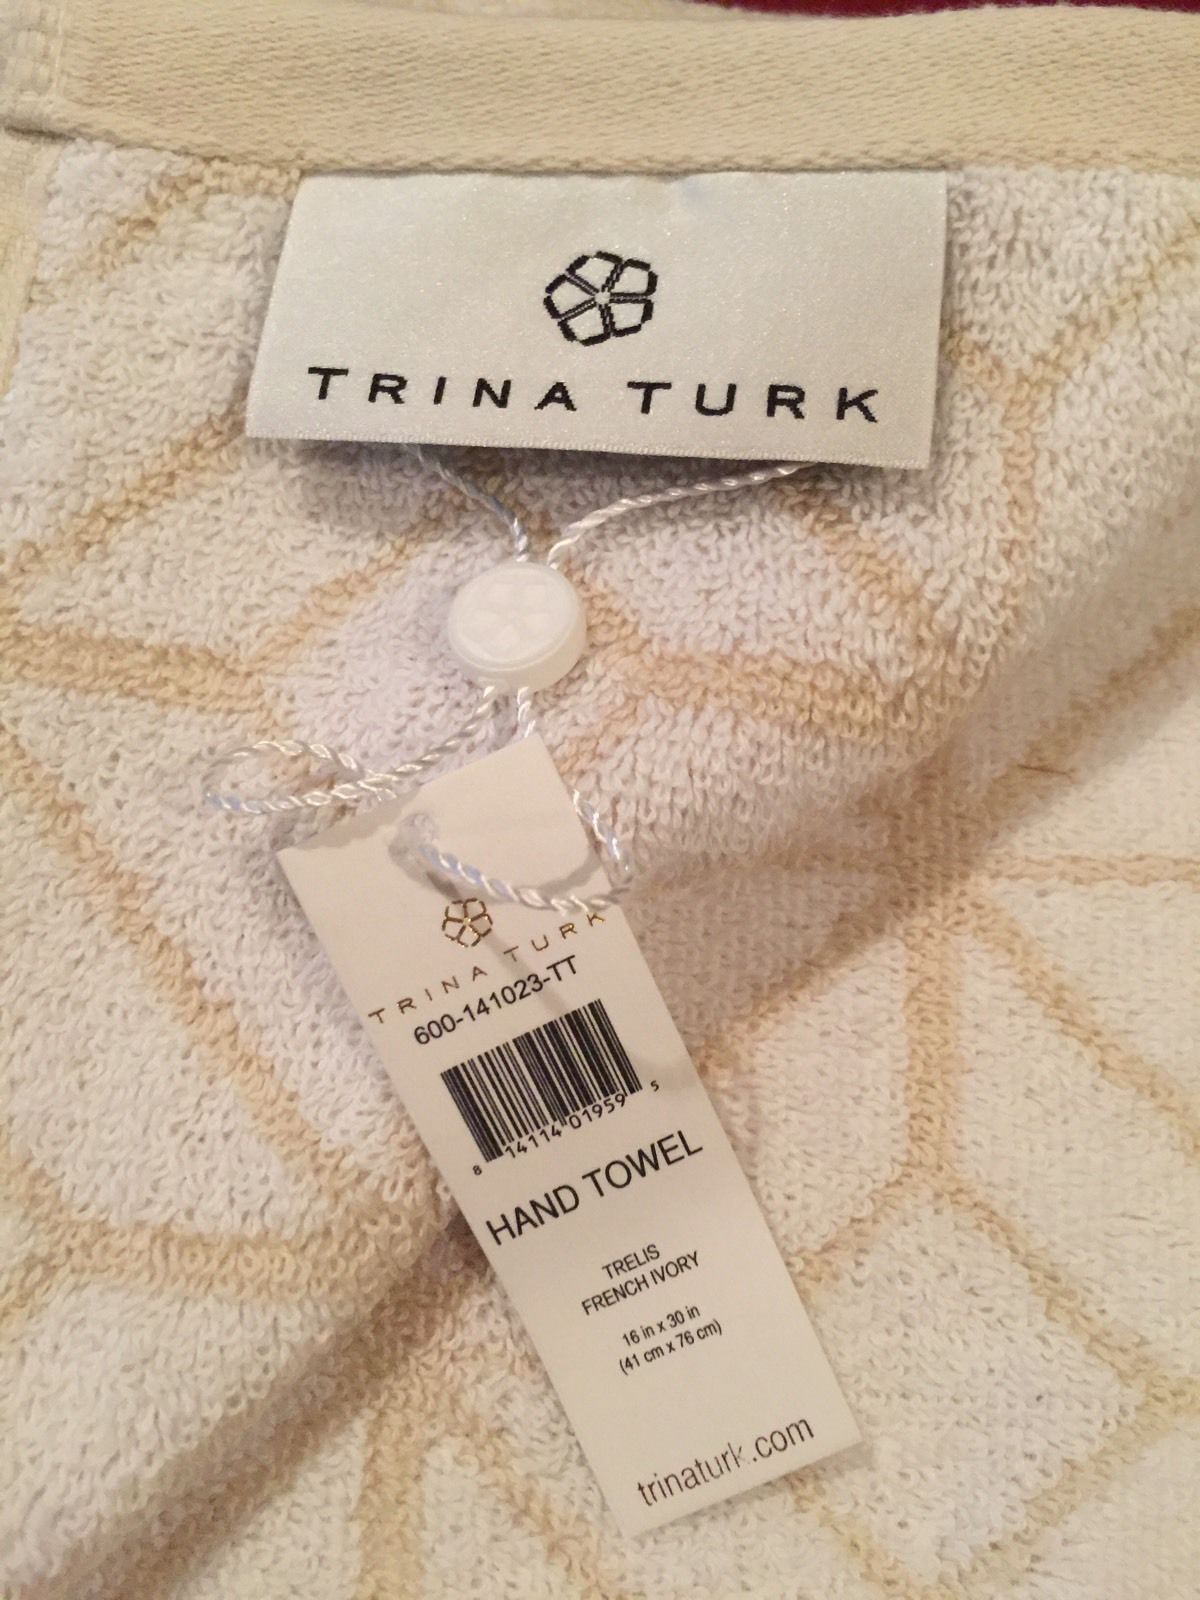 TRINA TURK
TRINA TURK
600-141023-TT
8 14114 01959 5
HAND TOWEL
TRELIS
FRENCH IVORY
16 in x 30 in
(41 cm x 76 cm)
trinaturk.com